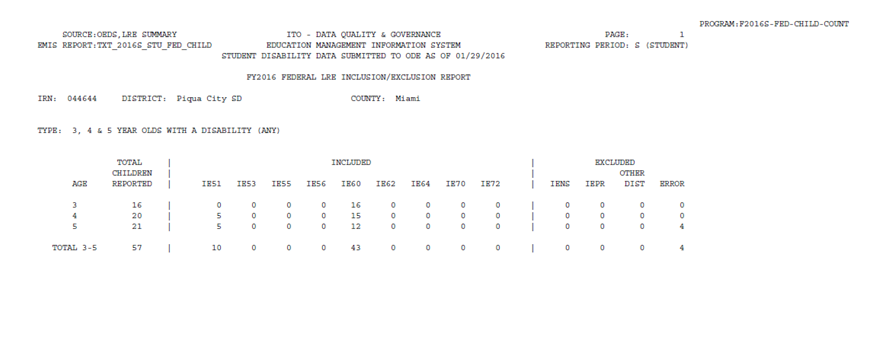 PROGRAM:F2016S-FED-CHILD-COUNT
SOURCE:OEDS,LRE SUMMARY ITO - DATA QUALITY & GOVERNANCE PAGE: 1
EMIS REPORT:TXT_2016S_STU_FED_CHILD EDUCATION MANAGEMENT INFORMATION SYSTEM REPORTING PERIOD: S (STUDENT)
STUDENT DISABILITY DATA SUBMITTED TO ODE AS OF 01/29/2016
FY2016 FEDERAL LRE INCLUSION/EXCLUSION REPORT
IRN: 044644 DISTRICT: Piqua City SD COUNTY: Miami
TYPE: 3, 4 & 5 YEAR OLDS WITH A DISABILITY (ANY)
TOTAL | INCLUDED | EXCLUDED
CHILDREN | | OTHER
AGE REPORTED | IE51 IE53 IE55 IE56 IE60 IE62 IE64 IE70 IE72 | IENS IEPR DIST ERROR
3 16 | 0 0 0 0 16 0 0 0 0 | 0 0 0 0
4 20 | 5 0 0 0 15 0 0 0 0 | 0 0 0 0
5 21 | 5 0 0 0 12 0 0 0 0 | 0 0 0 4
TOTAL 3-5 57 | 10 0 0 0 43 0 0 0 0 | 0 0 0 4